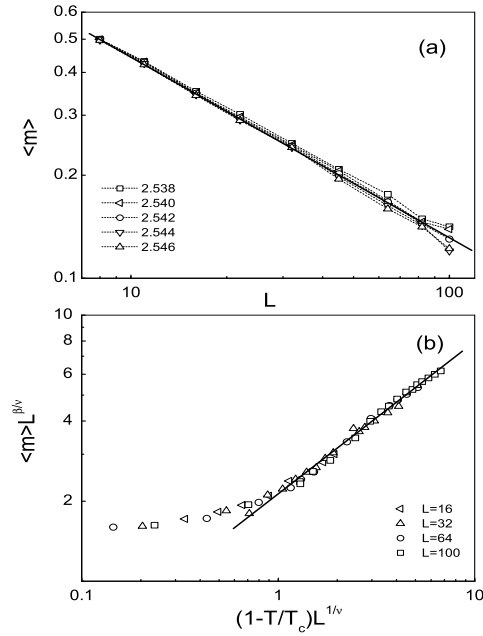 0.6
(a)
0.5
0.4
0.3
0.2
0.1
<m>
2.538
2.540
2.542
2.544
2.546
10
L
100
10
(b)
8
6
4
2
<m>L^β/ν
L=16
L=32
L=64
L=100
0.1
1
10
(1-T/T_c)L^1/ν